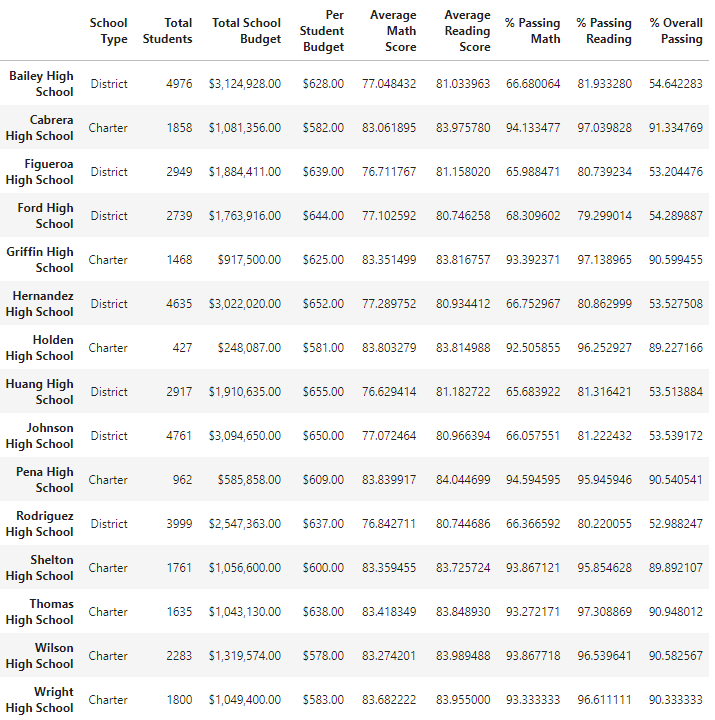 School Type Total Students Total School Budget Per Student Budget Average Math Score Average Reading Score % Passing Math % Passing Reading % Overall Passing
Bailey High School District 4976 $3,124,928.00 $628.00 77.048432 81.033963 66.680064 81.933280 54.642283
Cabrera High School Charter 1858 $1,081,356.00 $582.00 83.061895 83.975780 94.133477 97.039828 91.334769
Figueroa High School District 2949 $1,884,411.00 $639.00 76.711767 81.158020 65.988471 80.739234 53.204476
Ford High School District 2739 $1,763,916.00 $644.00 77.102592 80.746258 68.309602 79.299014 54.289887
Griffin High School Charter 1468 $917,500.00 $625.00 83.351499 83.816757 93.392371 97.138965 90.599455
Hernandez High School District 4635 $3,022,020.00 $652.00 77.289752 80.934412 66.752967 80.862999 53.527508
Holden High School Charter 427 $248,087.00 $581.00 83.803279 83.814988 92.505855 96.252927 89.227166
Huang High School District 2917 $1,910,635.00 $655.00 76.629414 81.182722 65.683922 81.316421 53.513884
Johnson High School District 4761 $3,094,650.00 $650.00 77.072464 80.966394 66.057551 81.222432 53.539172
Pena High School Charter 962 $585,858.00 $609.00 83.839917 84.044699 94.594595 95.945946 90.540541
Rodriguez High School District 3999 $2,547,363.00 $637.00 76.842711 80.744686 66.366592 80.220055 52.988247
Shelton High School Charter 1761 $1,056,600.00 $600.00 83.359455 83.725724 93.867121 95.854628 89.892107
Thomas High School Charter 1635 $1,043,130.00 $638.00 83.418349 83.848930 93.272171 97.308869 90.948012
Wilson High School Charter 2283 $1,319,574.00 $578.00 83.274201 83.989488 93.867718 96.539641 90.582567
Wright High School Charter 1800 $1,049,400.00 $583.00 83.682222 83.955000 93.333333 96.611111 90.333333